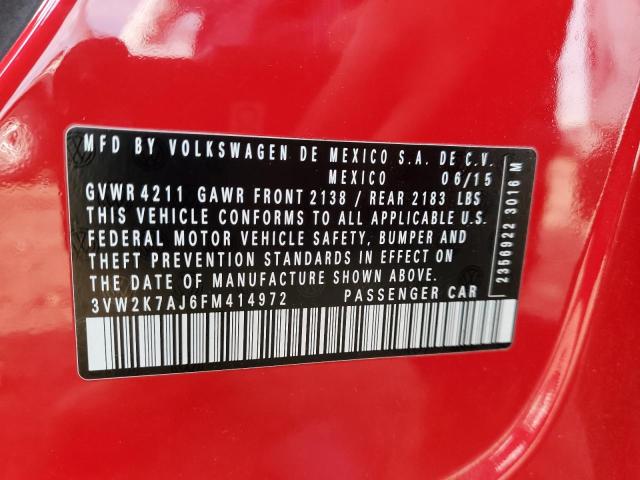 MFD BY VOLKSWAGEN DE MEXICO S.A. DE C.V.
MEXICO 06/15
GVWR 4211 GAWR FRONT 2138 / REAR 2183 LBS
THIS VEHICLE CONFORMS TO ALL APPLICABLE U.S.
FEDERAL MOTOR VEHICLE SAFETY, BUMPER AND
THEFT PREVENTION STANDARDS IN EFFECT ON
THE DATE OF MANUFACTURE SHOWN ABOVE.
3VW2K7AJ6FM414972 PASSENGER CAR
2356922 3016 M